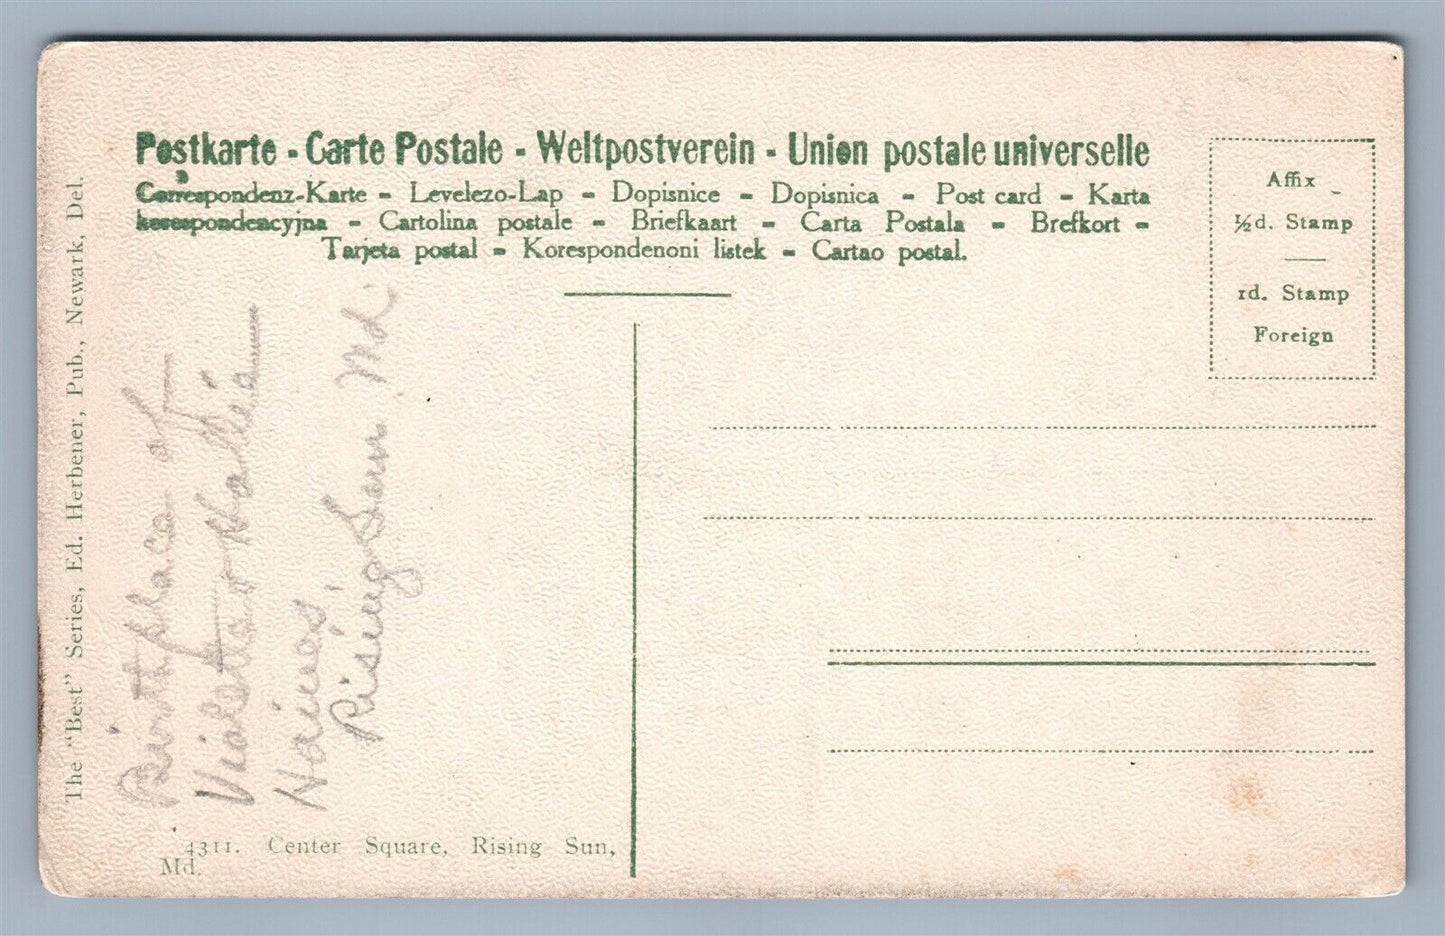 Postkarte - Carte Postale - Weltpostverein - Union postale universelle
Correspondenz-Karte - Levelezo-Lap - Dopisnice - Dopisnica - Post card - Karta
korespondencyjna - Cartolina postale - Briefkaart - Carta Postala - Brefkort -
Tarjeta postal - Korespondenoni listek - Cartao postal.
Affix
½d. Stamp
1d. Stamp
Foreign
The "Best" Series, Ed. Herbener, Pub., Newark, Del.
Birthplace of
Violetta &
Haines'
Rising Sun Md.
4311. Center Square, Rising Sun,
Md.